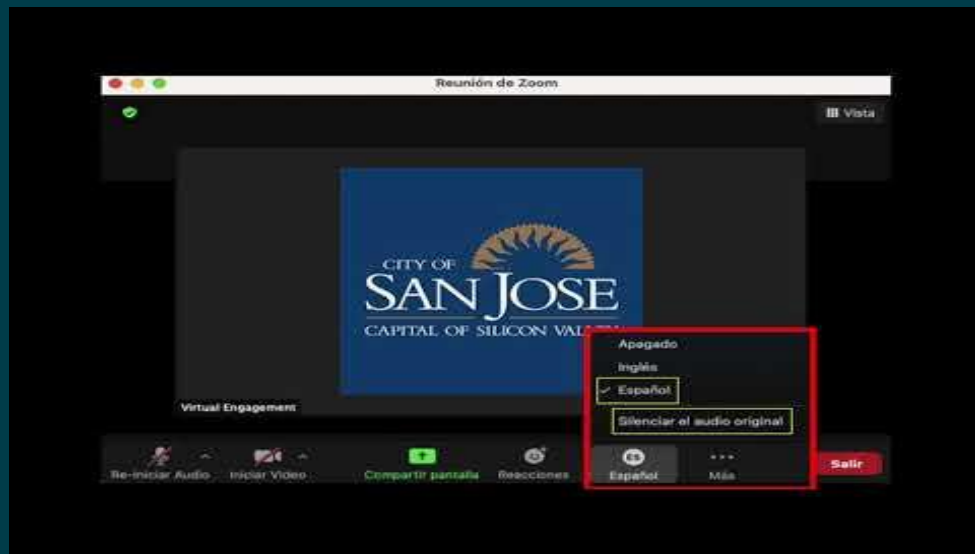 Reunión de Zoom
Vista
CITY OF
SAN JOSE
CAPITAL OF SILICON VALLEY
Apagado
Inglés
Español
Silenciar el audio original
Virtual Engagement
Re-iniciar Audio
Iniciar Video
Compartir pantalla
Reacciones
ES
Español
Más
Salir